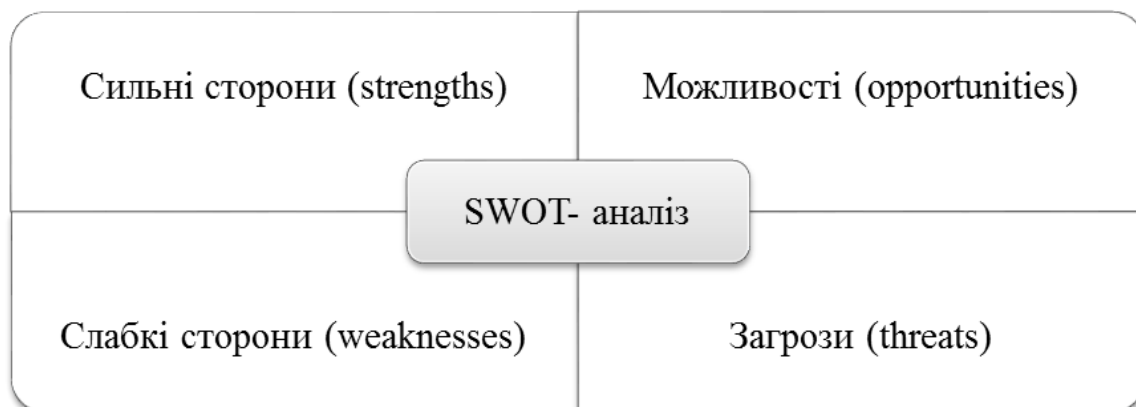 Сильні сторони (strengths)
Можливості (opportunities)
SWOT- аналіз
Слабкі сторони (weaknesses)
Загрози (threats)